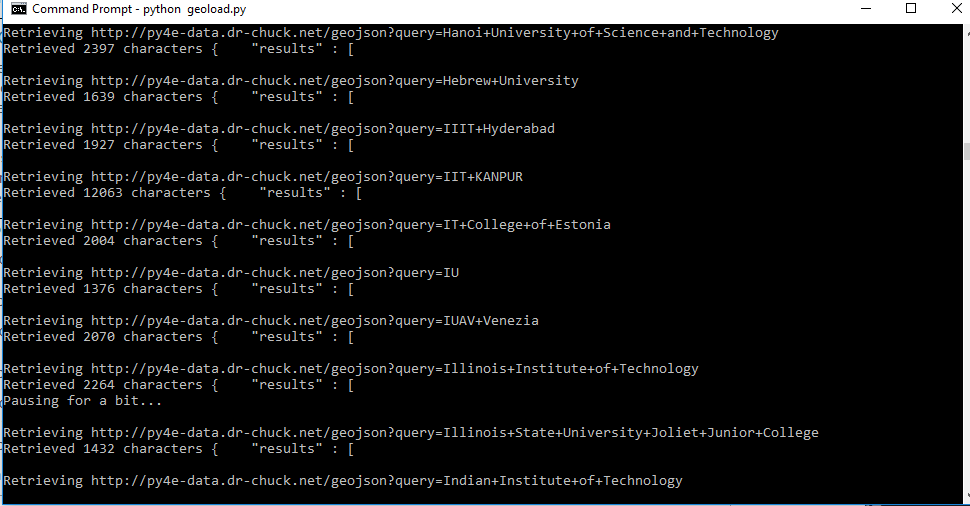 Command Prompt - python  geoload.py
Retrieving http://py4e-data.dr-chuck.net/geojson?query=Hanoi+University+of+Science+and+Technology
Retrieved 2397 characters {    "results" : [
Retrieving http://py4e-data.dr-chuck.net/geojson?query=Hebrew+University
Retrieved 1639 characters {    "results" : [
Retrieving http://py4e-data.dr-chuck.net/geojson?query=IIIT+Hyderabad
Retrieved 1927 characters {    "results" : [
Retrieving http://py4e-data.dr-chuck.net/geojson?query=IIT+KANPUR
Retrieved 12063 characters {    "results" : [
Retrieving http://py4e-data.dr-chuck.net/geojson?query=IT+College+of+Estonia
Retrieved 2004 characters {    "results" : [
Retrieving http://py4e-data.dr-chuck.net/geojson?query=IU
Retrieved 1376 characters {    "results" : [
Retrieving http://py4e-data.dr-chuck.net/geojson?query=IUAV+Venezia
Retrieved 2070 characters {    "results" : [
Retrieving http://py4e-data.dr-chuck.net/geojson?query=Illinois+Institute+of+Technology
Retrieved 2264 characters {    "results" : [
Pausing for a bit...
Retrieving http://py4e-data.dr-chuck.net/geojson?query=Illinois+State+University+Joliet+Junior+College
Retrieved 1432 characters {    "results" : [
Retrieving http://py4e-data.dr-chuck.net/geojson?query=Indian+Institute+of+Technology